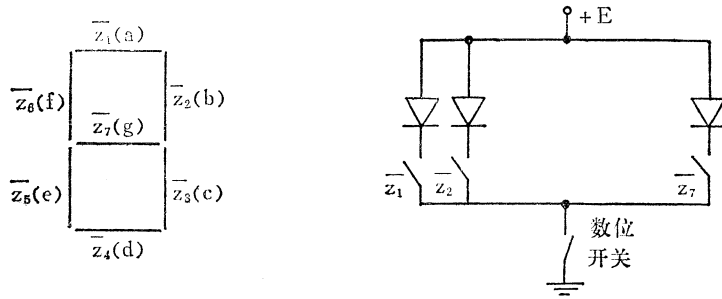 z̅₁(a)
z̅₆(f)
z̅₂(b)
z̅₇(g)
z̅₅(e)
z̅₃(c)
z̅₄(d)
+E
z̅₁
z̅₂
z̅₇
数位
开关